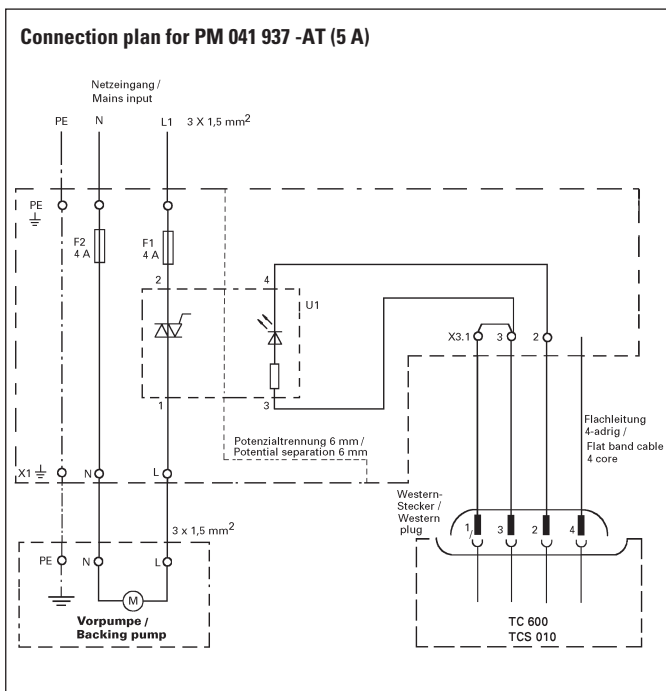 Connection plan for PM 041 937 -AT (5 A)
Netzeingang /
Mains input
PE N L1 3 X 1,5 mm²
PE
F2
4 A
F1
4 A
2 4
U1
X3.1 3 2
1 3
Flachleitung
4-adrig /
Flat band cable
4 core
Potenzialtrennung 6 mm /
Potential separation 6 mm
X1 N L
Western-
Stecker /
Western
plug
1 3 2 4
3 x 1,5 mm²
PE N L
M
Vorpumpe /
Backing pump
TC 600
TCS 010